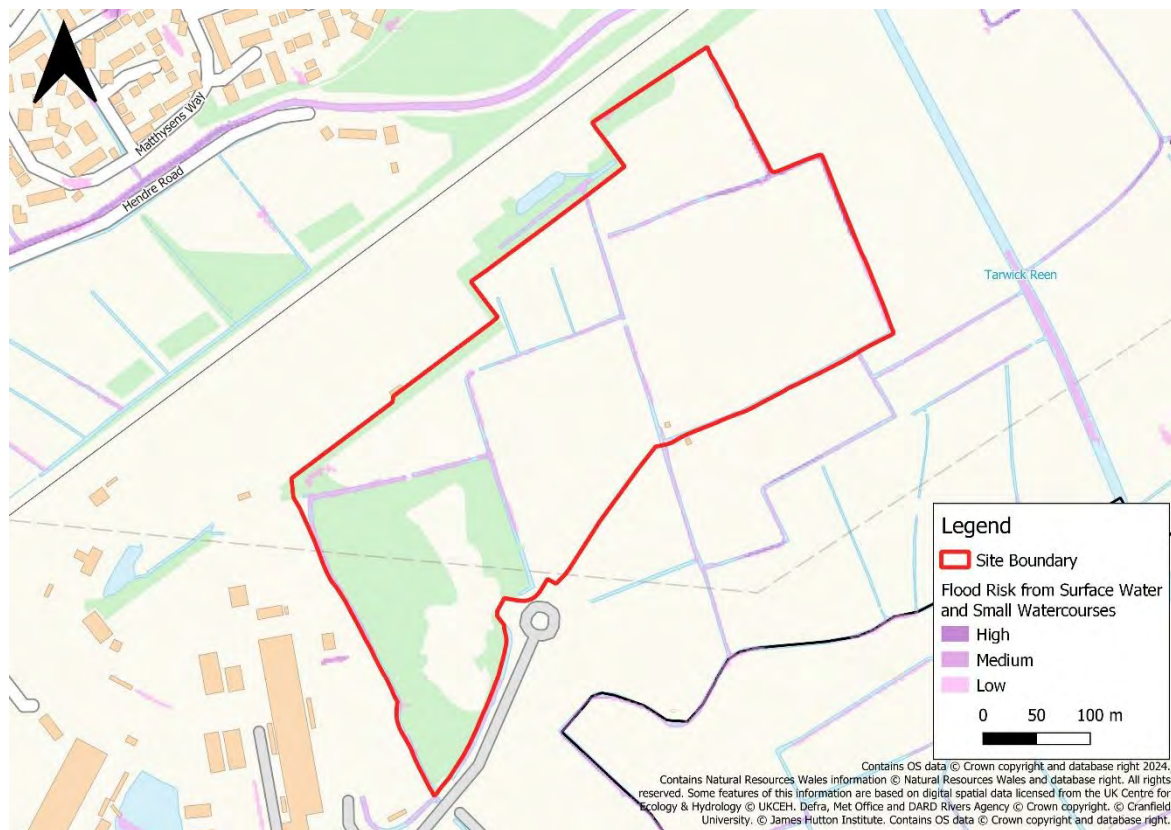 Matthysens Way
Hendre Road
Tarwick Reen
Legend
Site Boundary
Flood Risk from Surface Water
and Small Watercourses
High
Medium
Low
0 50 100 m
Contains OS data © Crown copyright and database right 2024.
Contains Natural Resources Wales information © Natural Resources Wales and database right. All rights
reserved. Some features of this information are based on digital spatial data licensed from the UK Centre for
Ecology & Hydrology © UKCEH. Defra, Met Office and DARD Rivers Agency © Crown copyright. © Cranfield
University. © James Hutton Institute. Contains OS data © Crown copyright and database right.